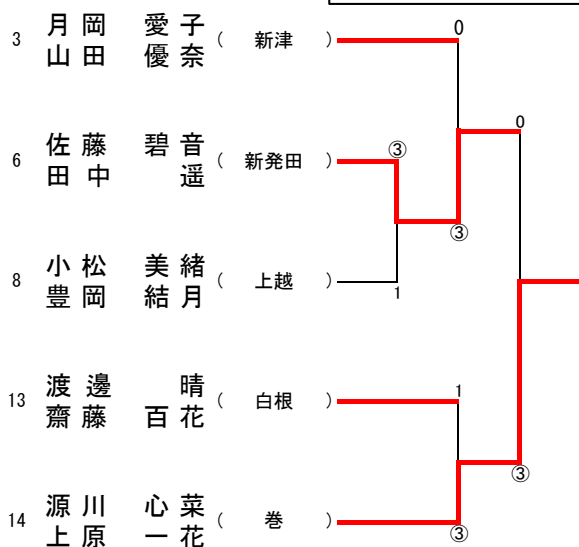 0
月岡 愛子
3 (新津)
山田 優奈
0
③
佐藤 碧音
6 (新発田)
田中 遥
③
小松 美緒
8 (上越)
豊岡 結月
1
渡邊 晴
13 (白根)
齋藤 百花
1
③
源川 心菜
14 (巻)
上原 一花
③